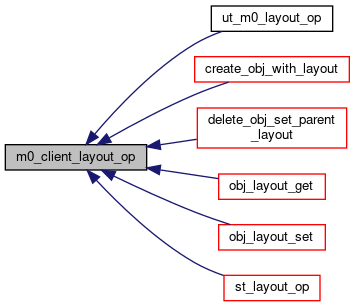 ut_m0_layout_op
create_obj_with_layout
delete_obj_set_parent
_layout
m0_client_layout_op
obj_layout_get
obj_layout_set
st_layout_op